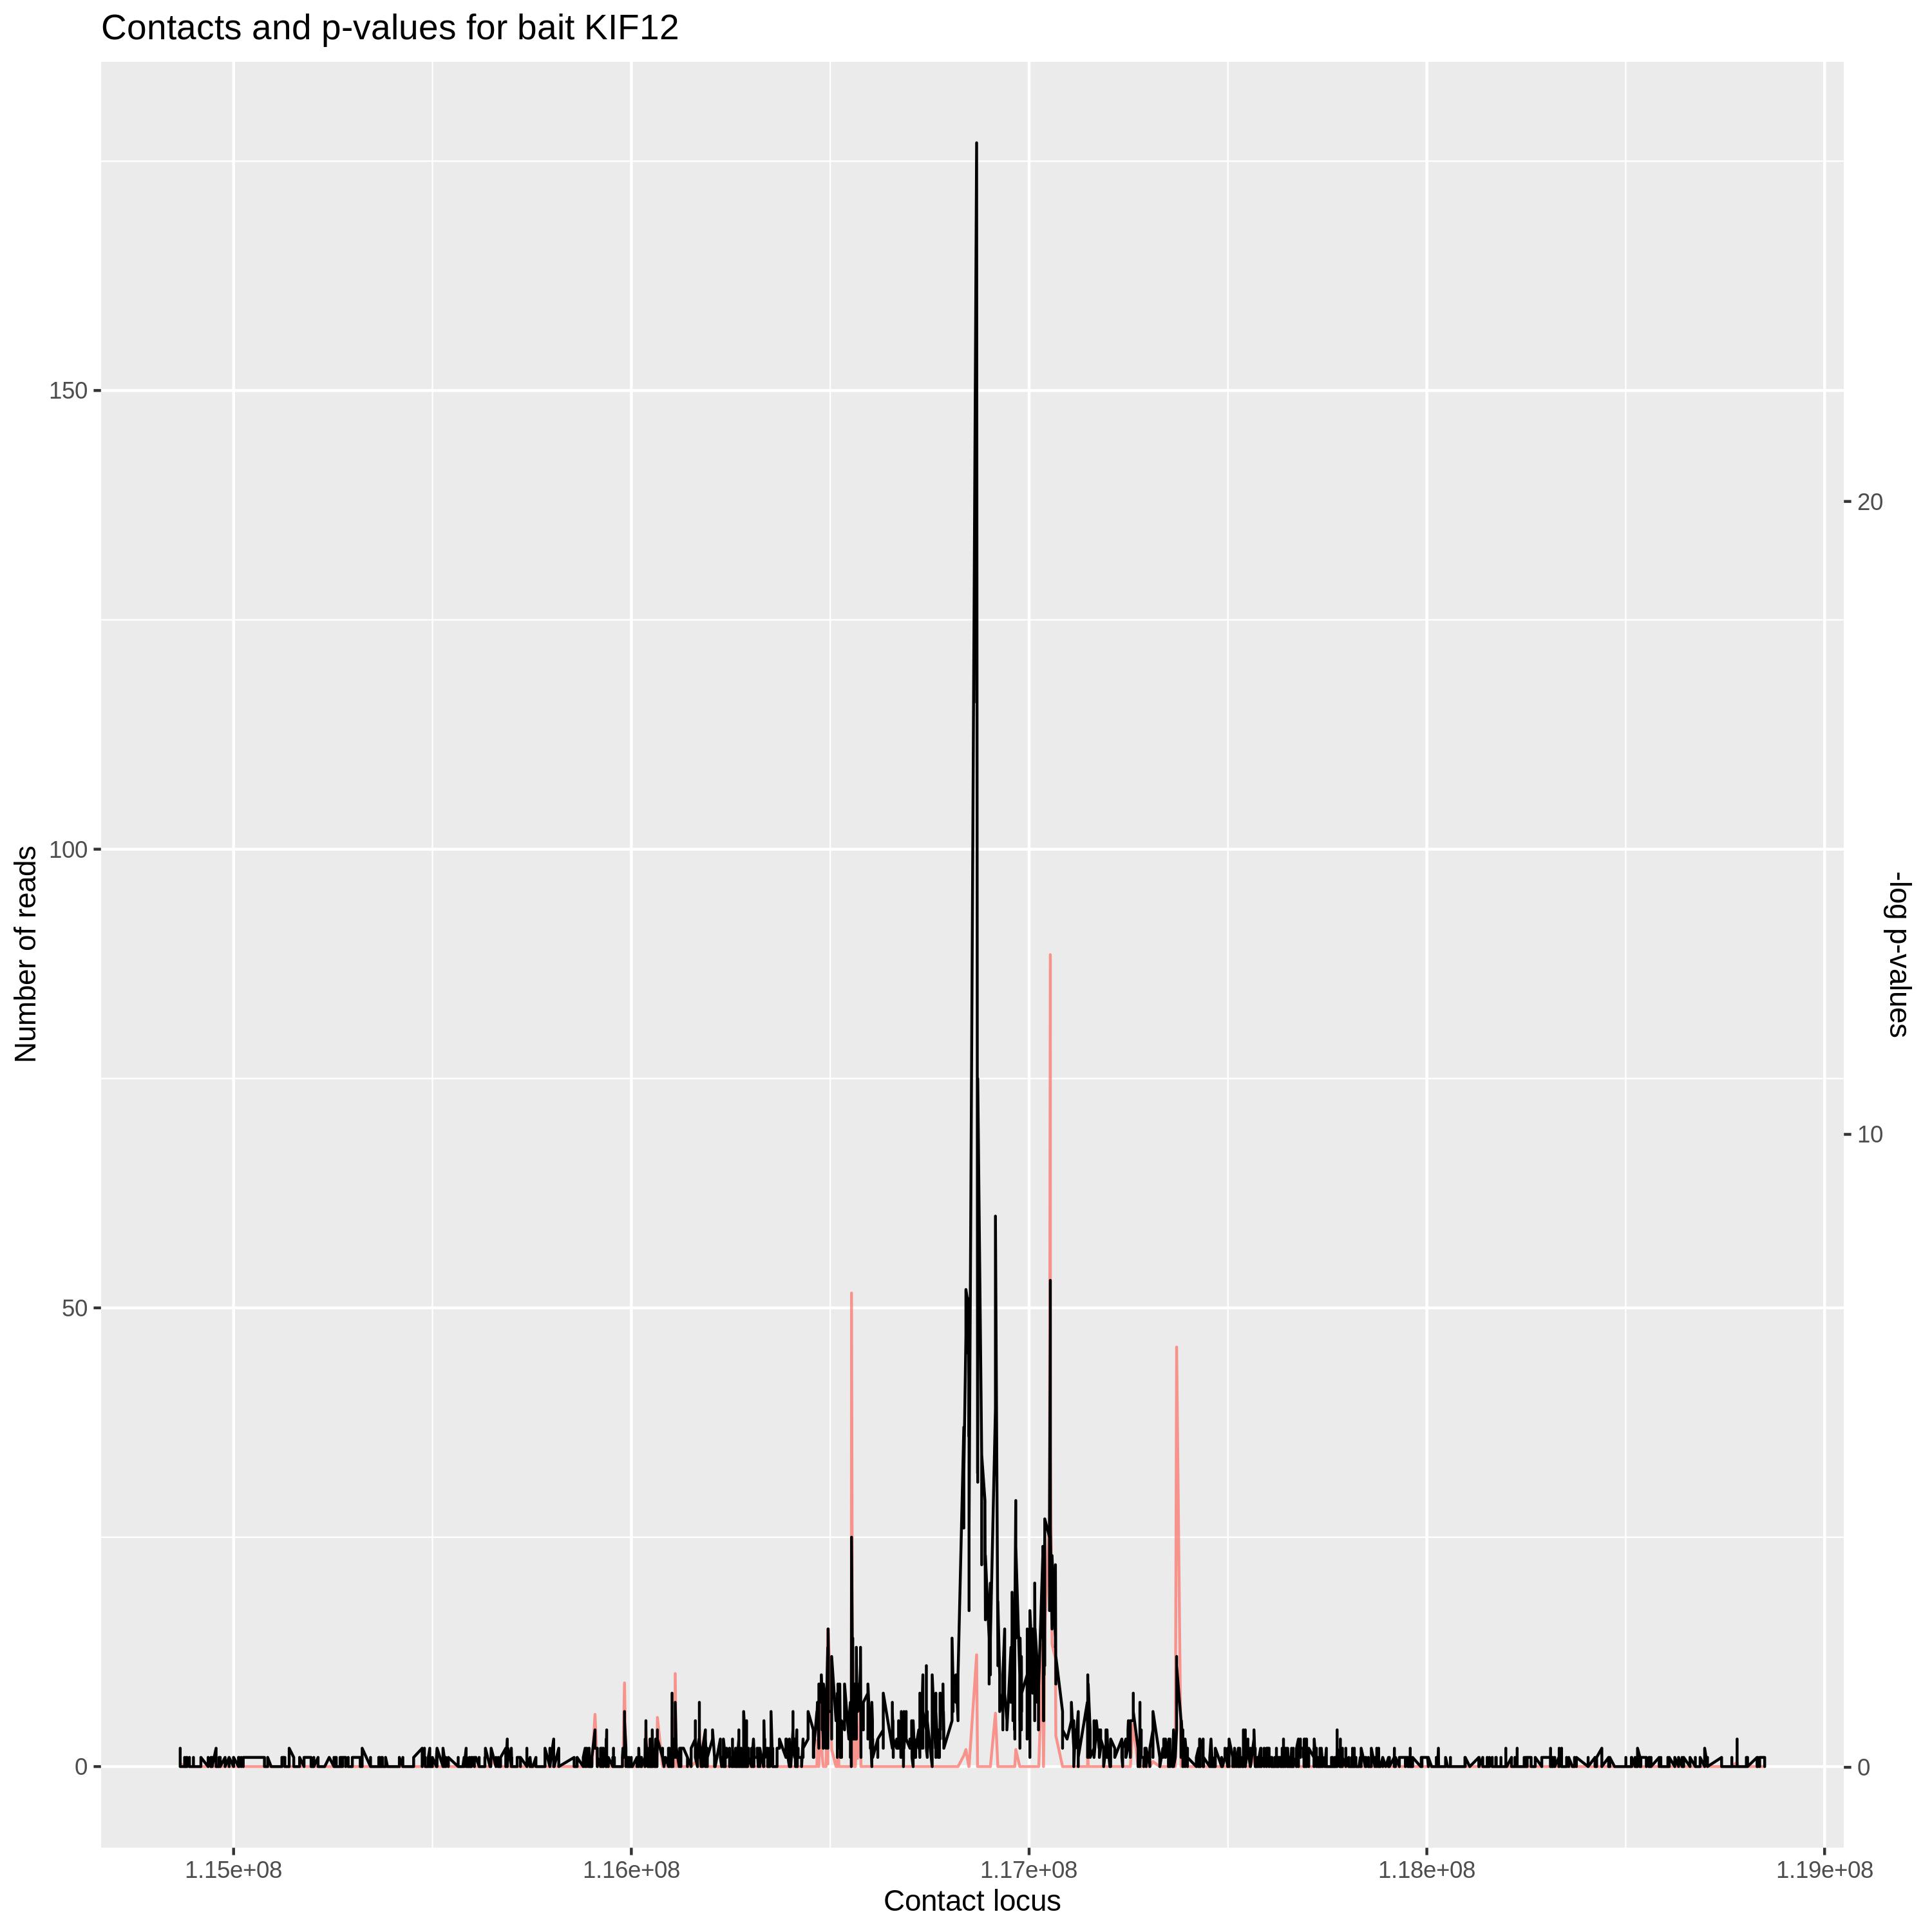 Contacts and p-values for bait KIF12
Number of reads
150
100
50
0
20
10
0
-log p-values
1.15e+08 1.16e+08 1.17e+08 1.18e+08 1.19e+08
Contact locus